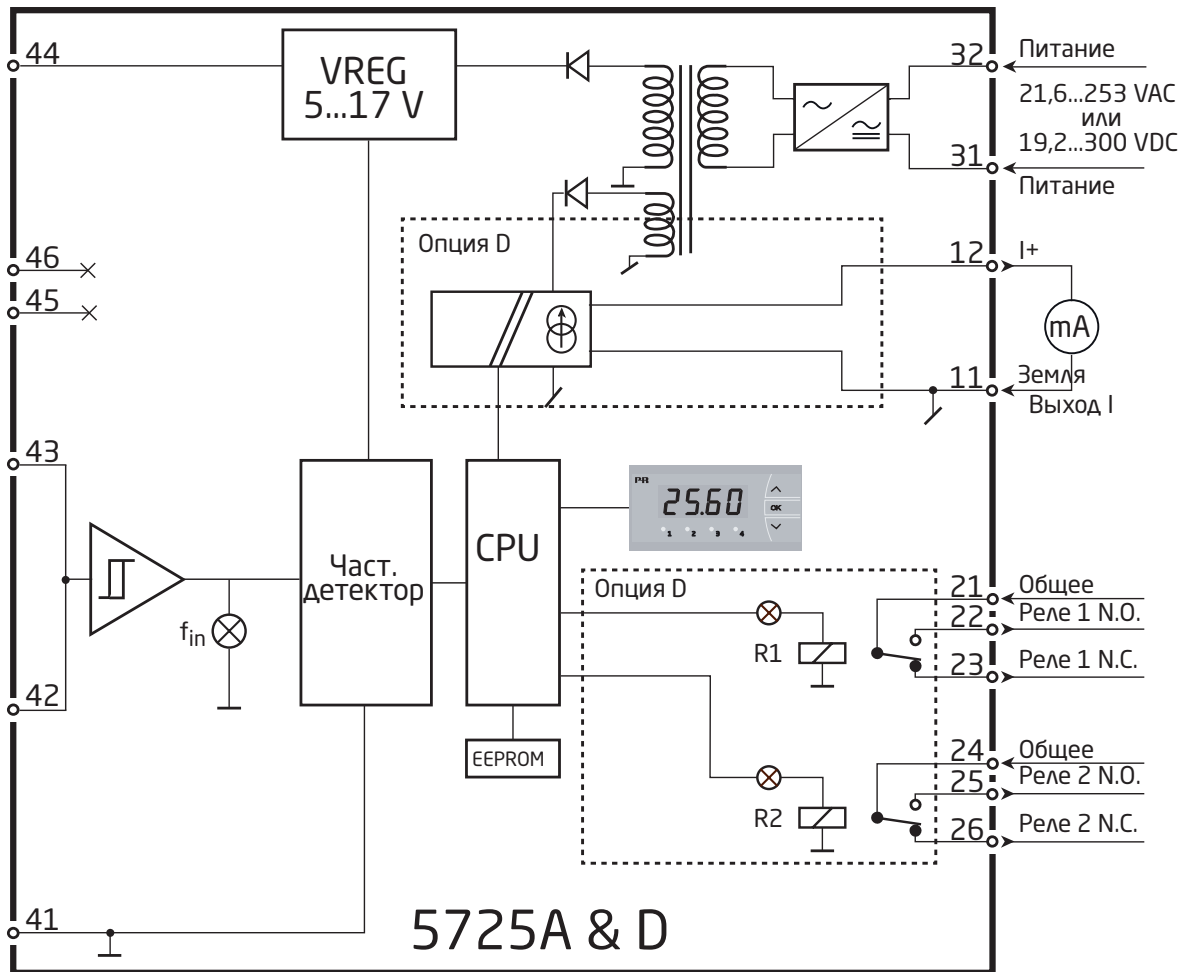 44
VREG
5...17 V
32
Питание
21,6...253 VAC
или
19,2...300 VDC
31
Питание
46
45
Опция D
12
I+
mA
11
Земля
Выход I
43
PR
25.60
OK
1 2 3 4
Част.
детектор
CPU
fin
42
Опция D
21
Общее
22
Реле 1 N.O.
R1
23
Реле 1 N.C.
EEPROM
24
Общее
25
Реле 2 N.O.
R2
26
Реле 2 N.C.
41
5725A & D